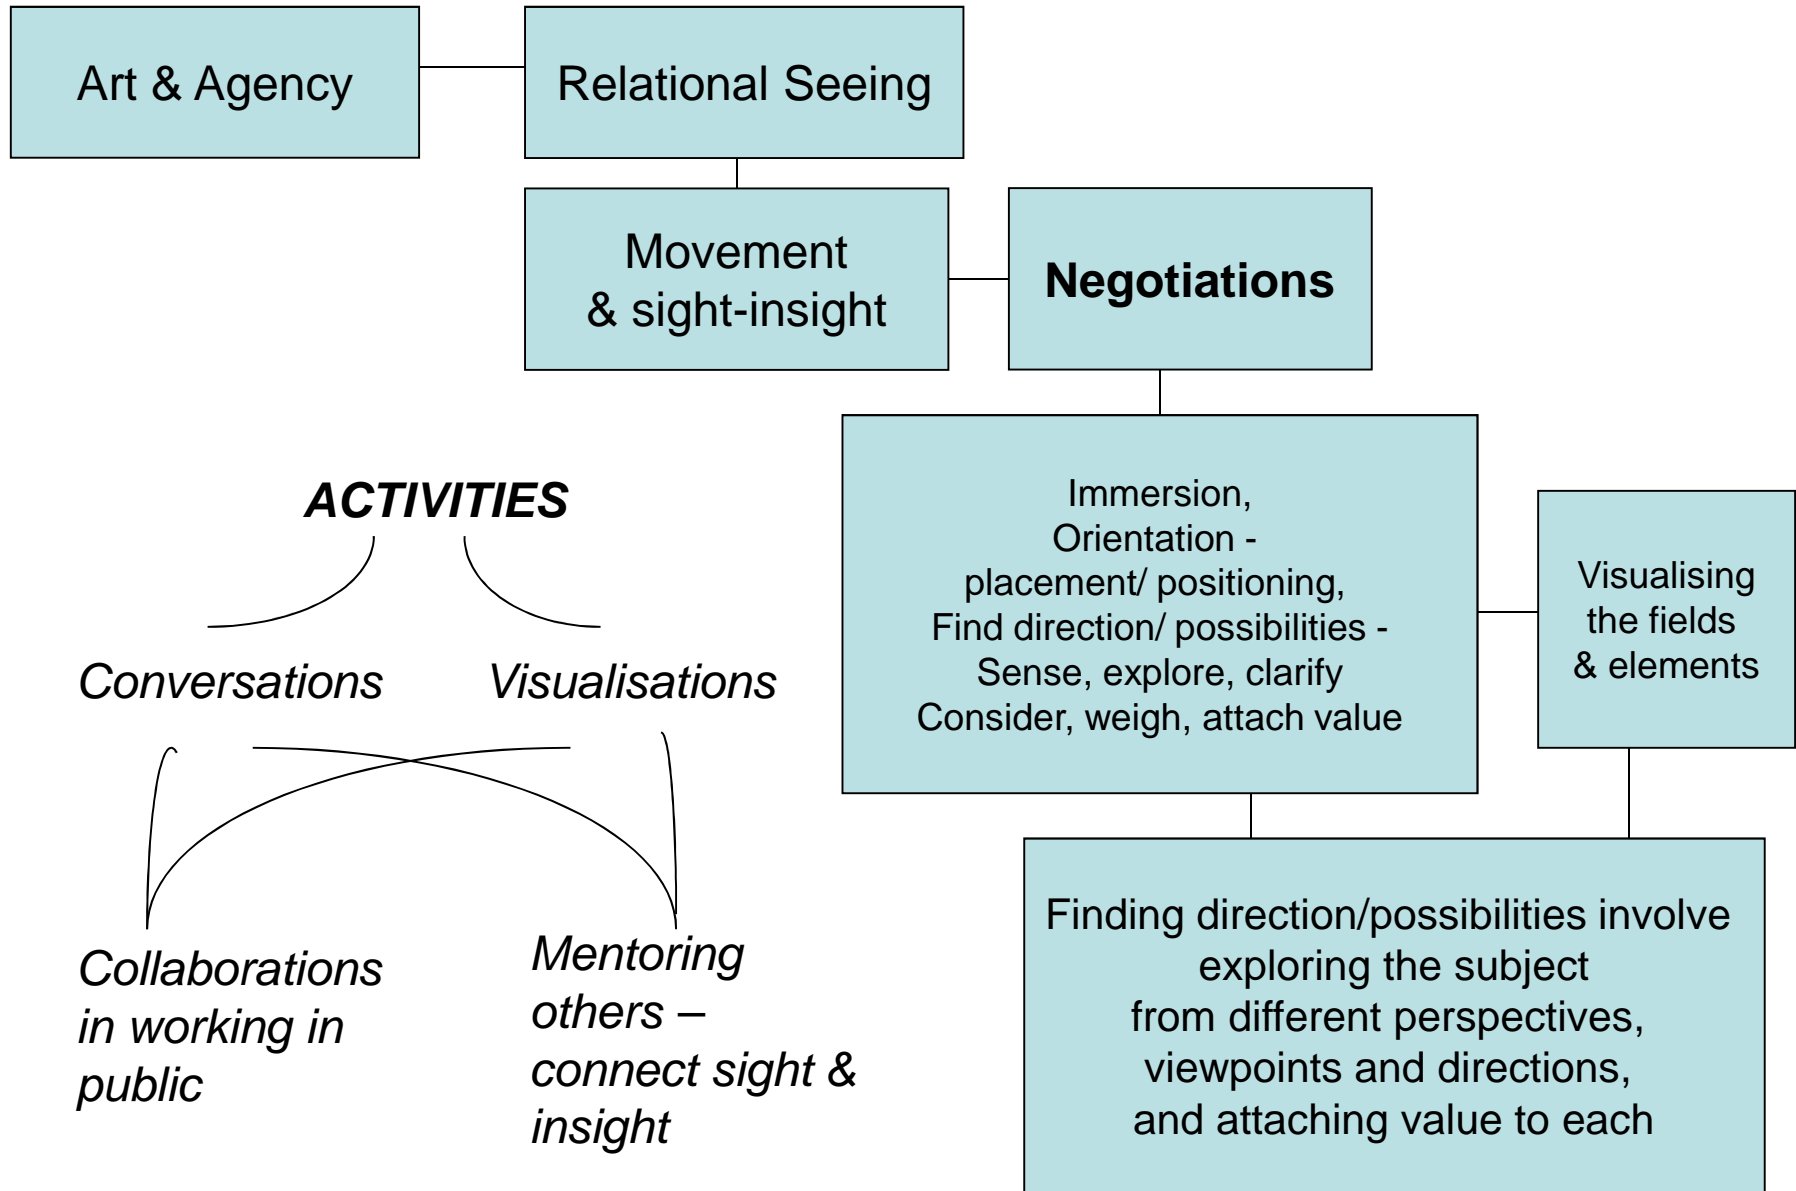 Art & Agency
Relational Seeing
Movement
& sight-insight
Negotiations
Immersion,
Orientation -
placement/ positioning,
Find direction/ possibilities -
Sense, explore, clarify
Consider, weigh, attach value
Visualising
the fields
& elements
Finding direction/possibilities involve
exploring the subject
from different perspectives,
viewpoints and directions,
and attaching value to each
ACTIVITIES
Conversations
Visualisations
Collaborations
in working in
public
Mentoring
others –
connect sight &
insight